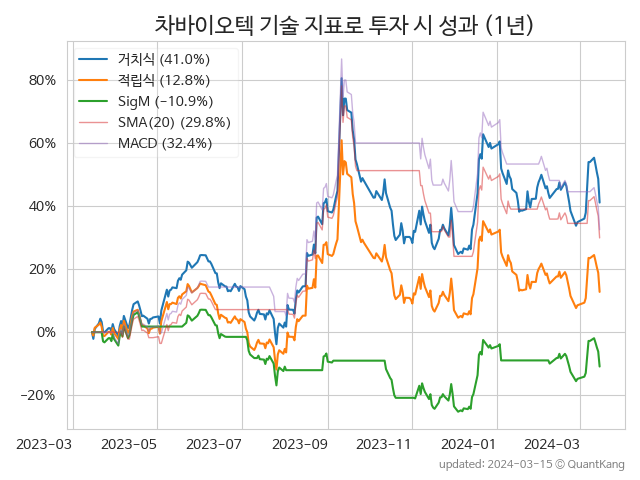 차바이오텍 기술 지표로 투자 시 성과 (1년)
거치식 (41.0%)
적립식 (12.8%)
SigM (−10.9%)
SMA(20) (29.8%)
MACD (32.4%)
80%
60%
40%
20%
0%
−20%
2023-03 2023-05 2023-07 2023-09 2023-11 2024-01 2024-03
updated: 2024-03-15 ⓒ QuantKang